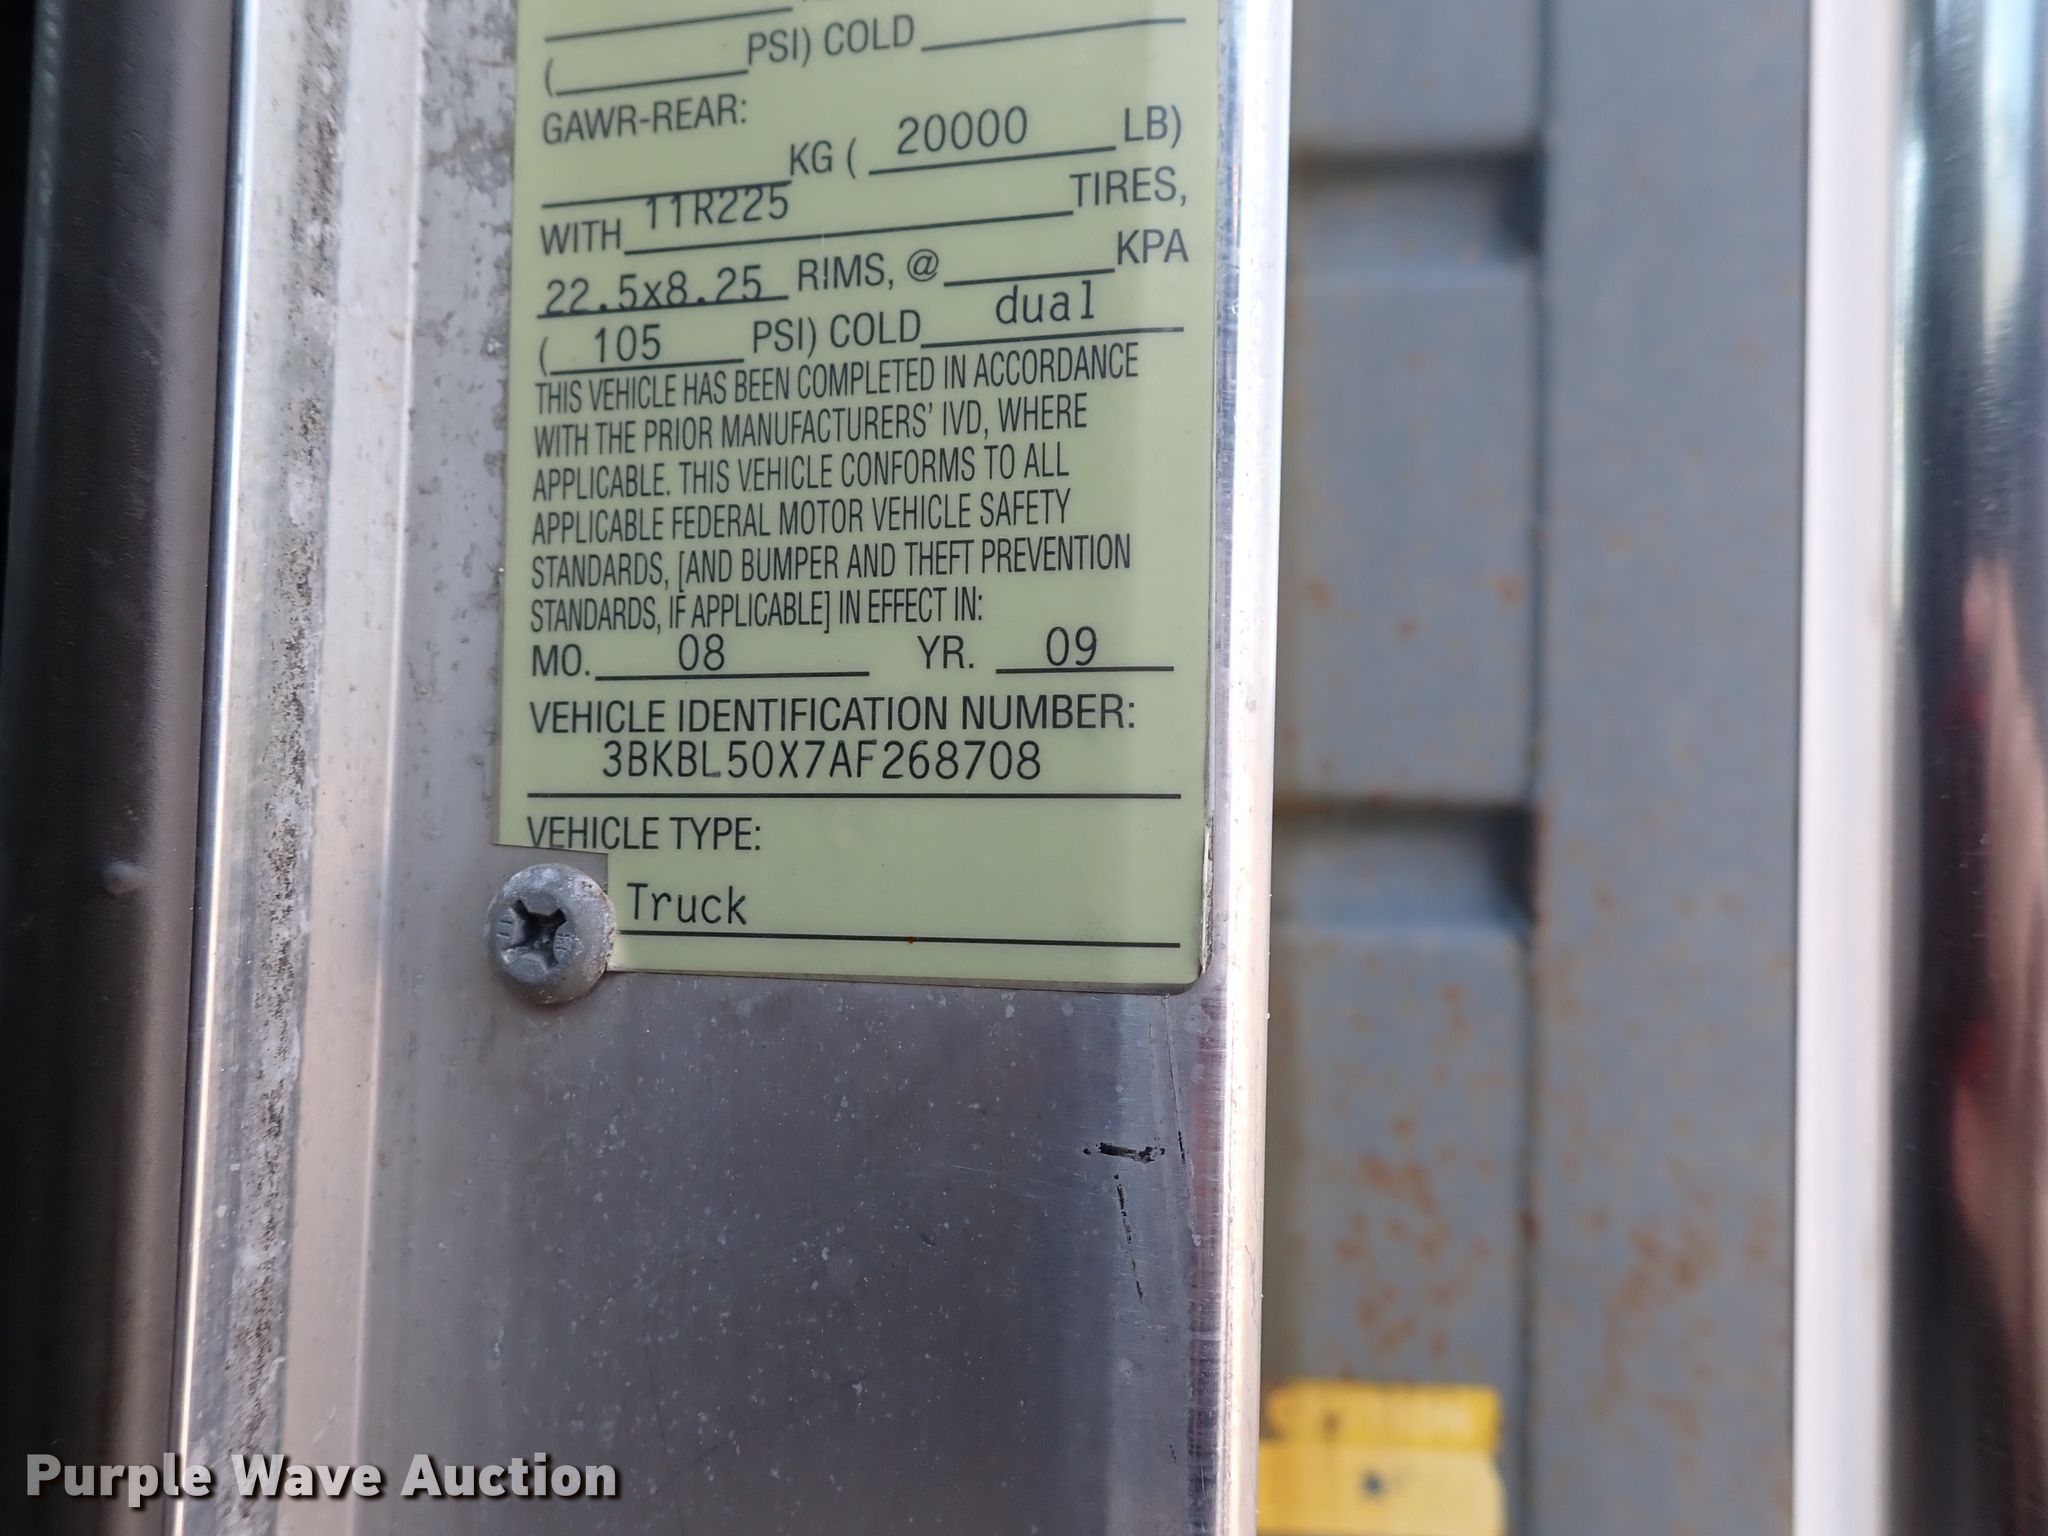 ( PSI) COLD
GAWR-REAR:
KG ( 20000 LB)
WITH 11R225 TIRES,
22.5x8.25 RIMS, @ KPA
( 105 PSI) COLD dual
THIS VEHICLE HAS BEEN COMPLETED IN ACCORDANCE
WITH THE PRIOR MANUFACTURERS' IVD, WHERE
APPLICABLE. THIS VEHICLE CONFORMS TO ALL
APPLICABLE FEDERAL MOTOR VEHICLE SAFETY
STANDARDS, [AND BUMPER AND THEFT PREVENTION
STANDARDS, IF APPLICABLE] IN EFFECT IN:
MO. 08 YR. 09
VEHICLE IDENTIFICATION NUMBER:
3BKBL50X7AF268708
VEHICLE TYPE:
Truck
Purple Wave Auction